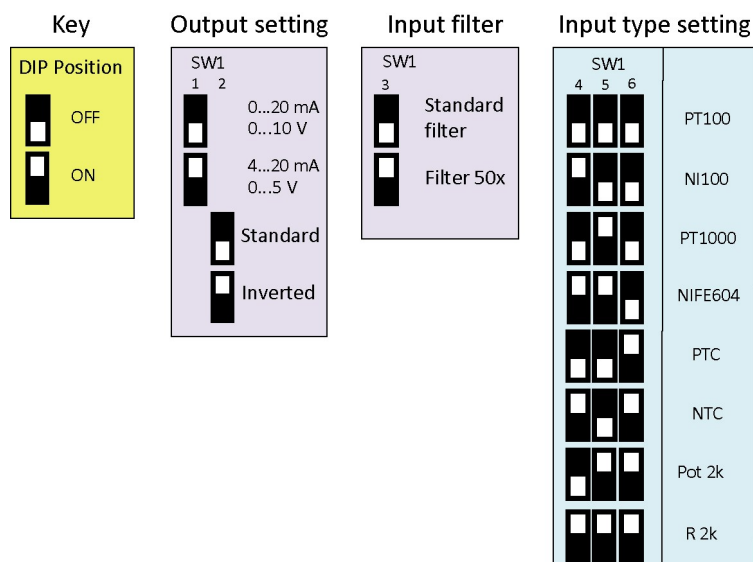 Key
DIP Position
OFF
ON
Output setting
SW1
1 2
0...20 mA
0...10 V
4...20 mA
0...5 V
Standard
Inverted
Input filter
SW1
3
Standard
filter
Filter 50x
Input type setting
SW1
4 5 6
PT100
NI100
PT1000
NIFE604
PTC
NTC
Pot 2k
R 2k